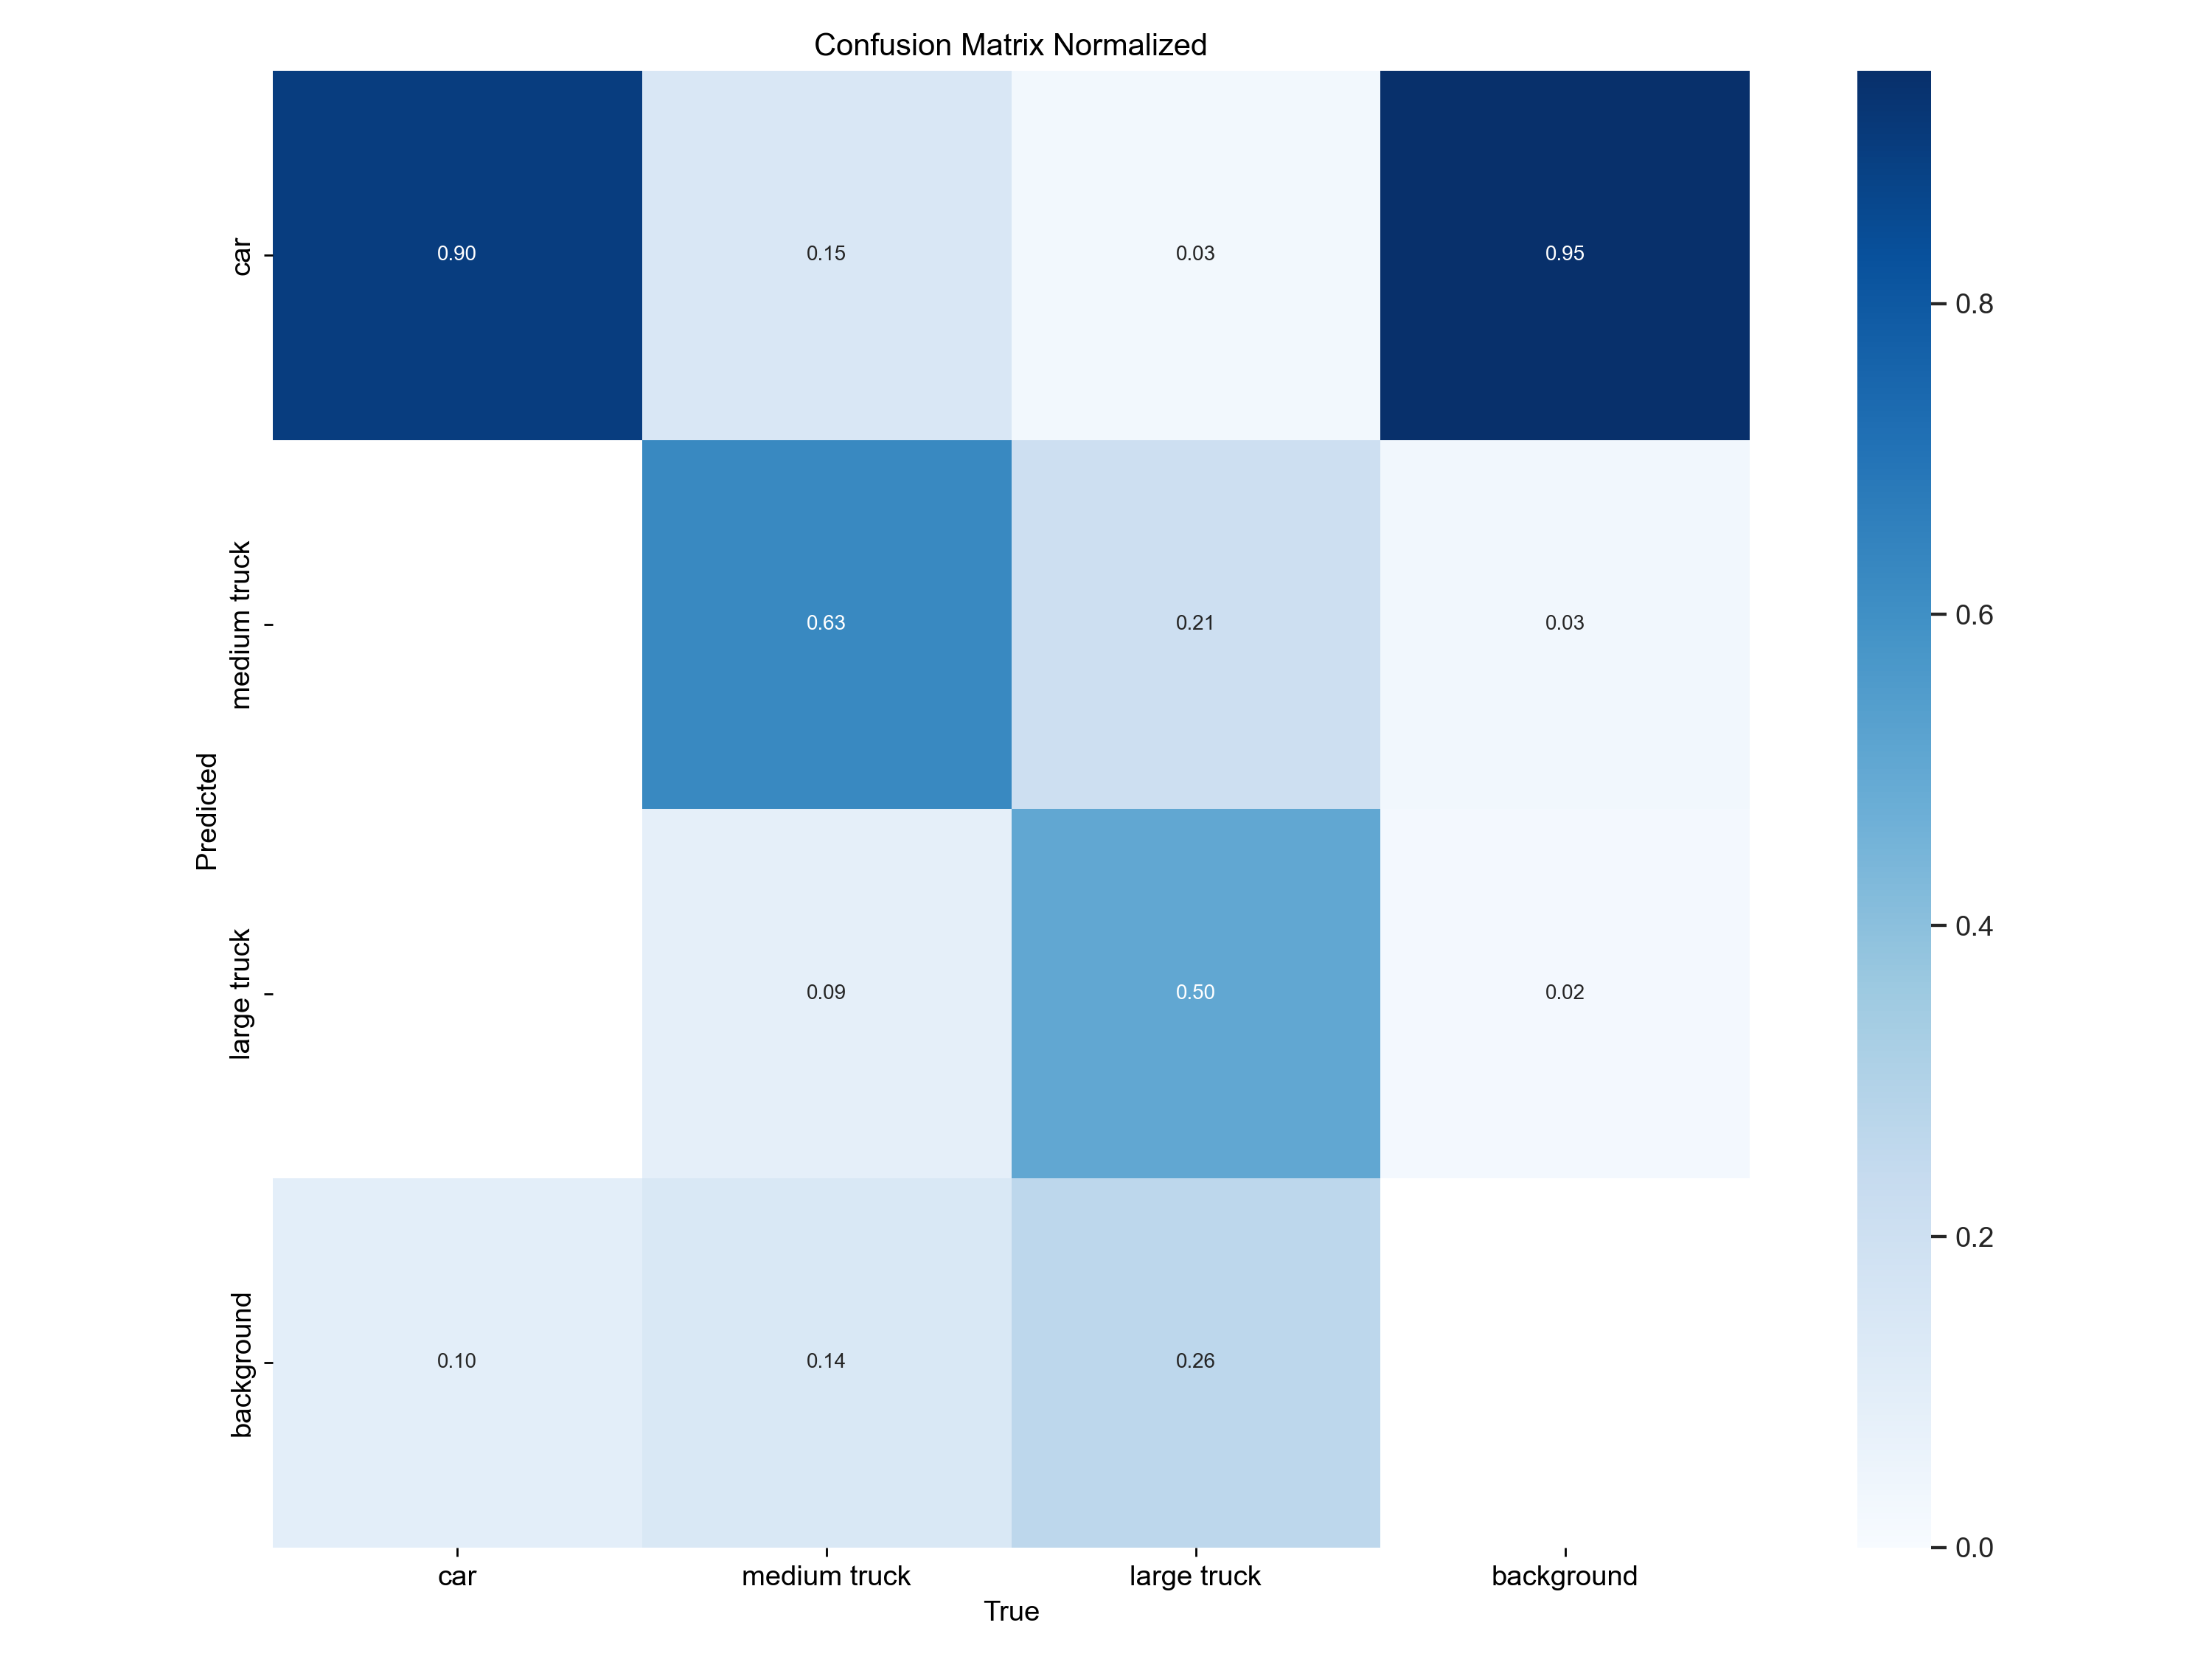 Confusion Matrix Normalized
car
0.90
0.15
0.03
0.95
0.8
medium truck
0.63
0.21
0.03
0.6
Predicted
large truck
0.09
0.50
0.02
0.4
background
0.10
0.14
0.26
0.2
0.0
car
medium truck
large truck
background
True